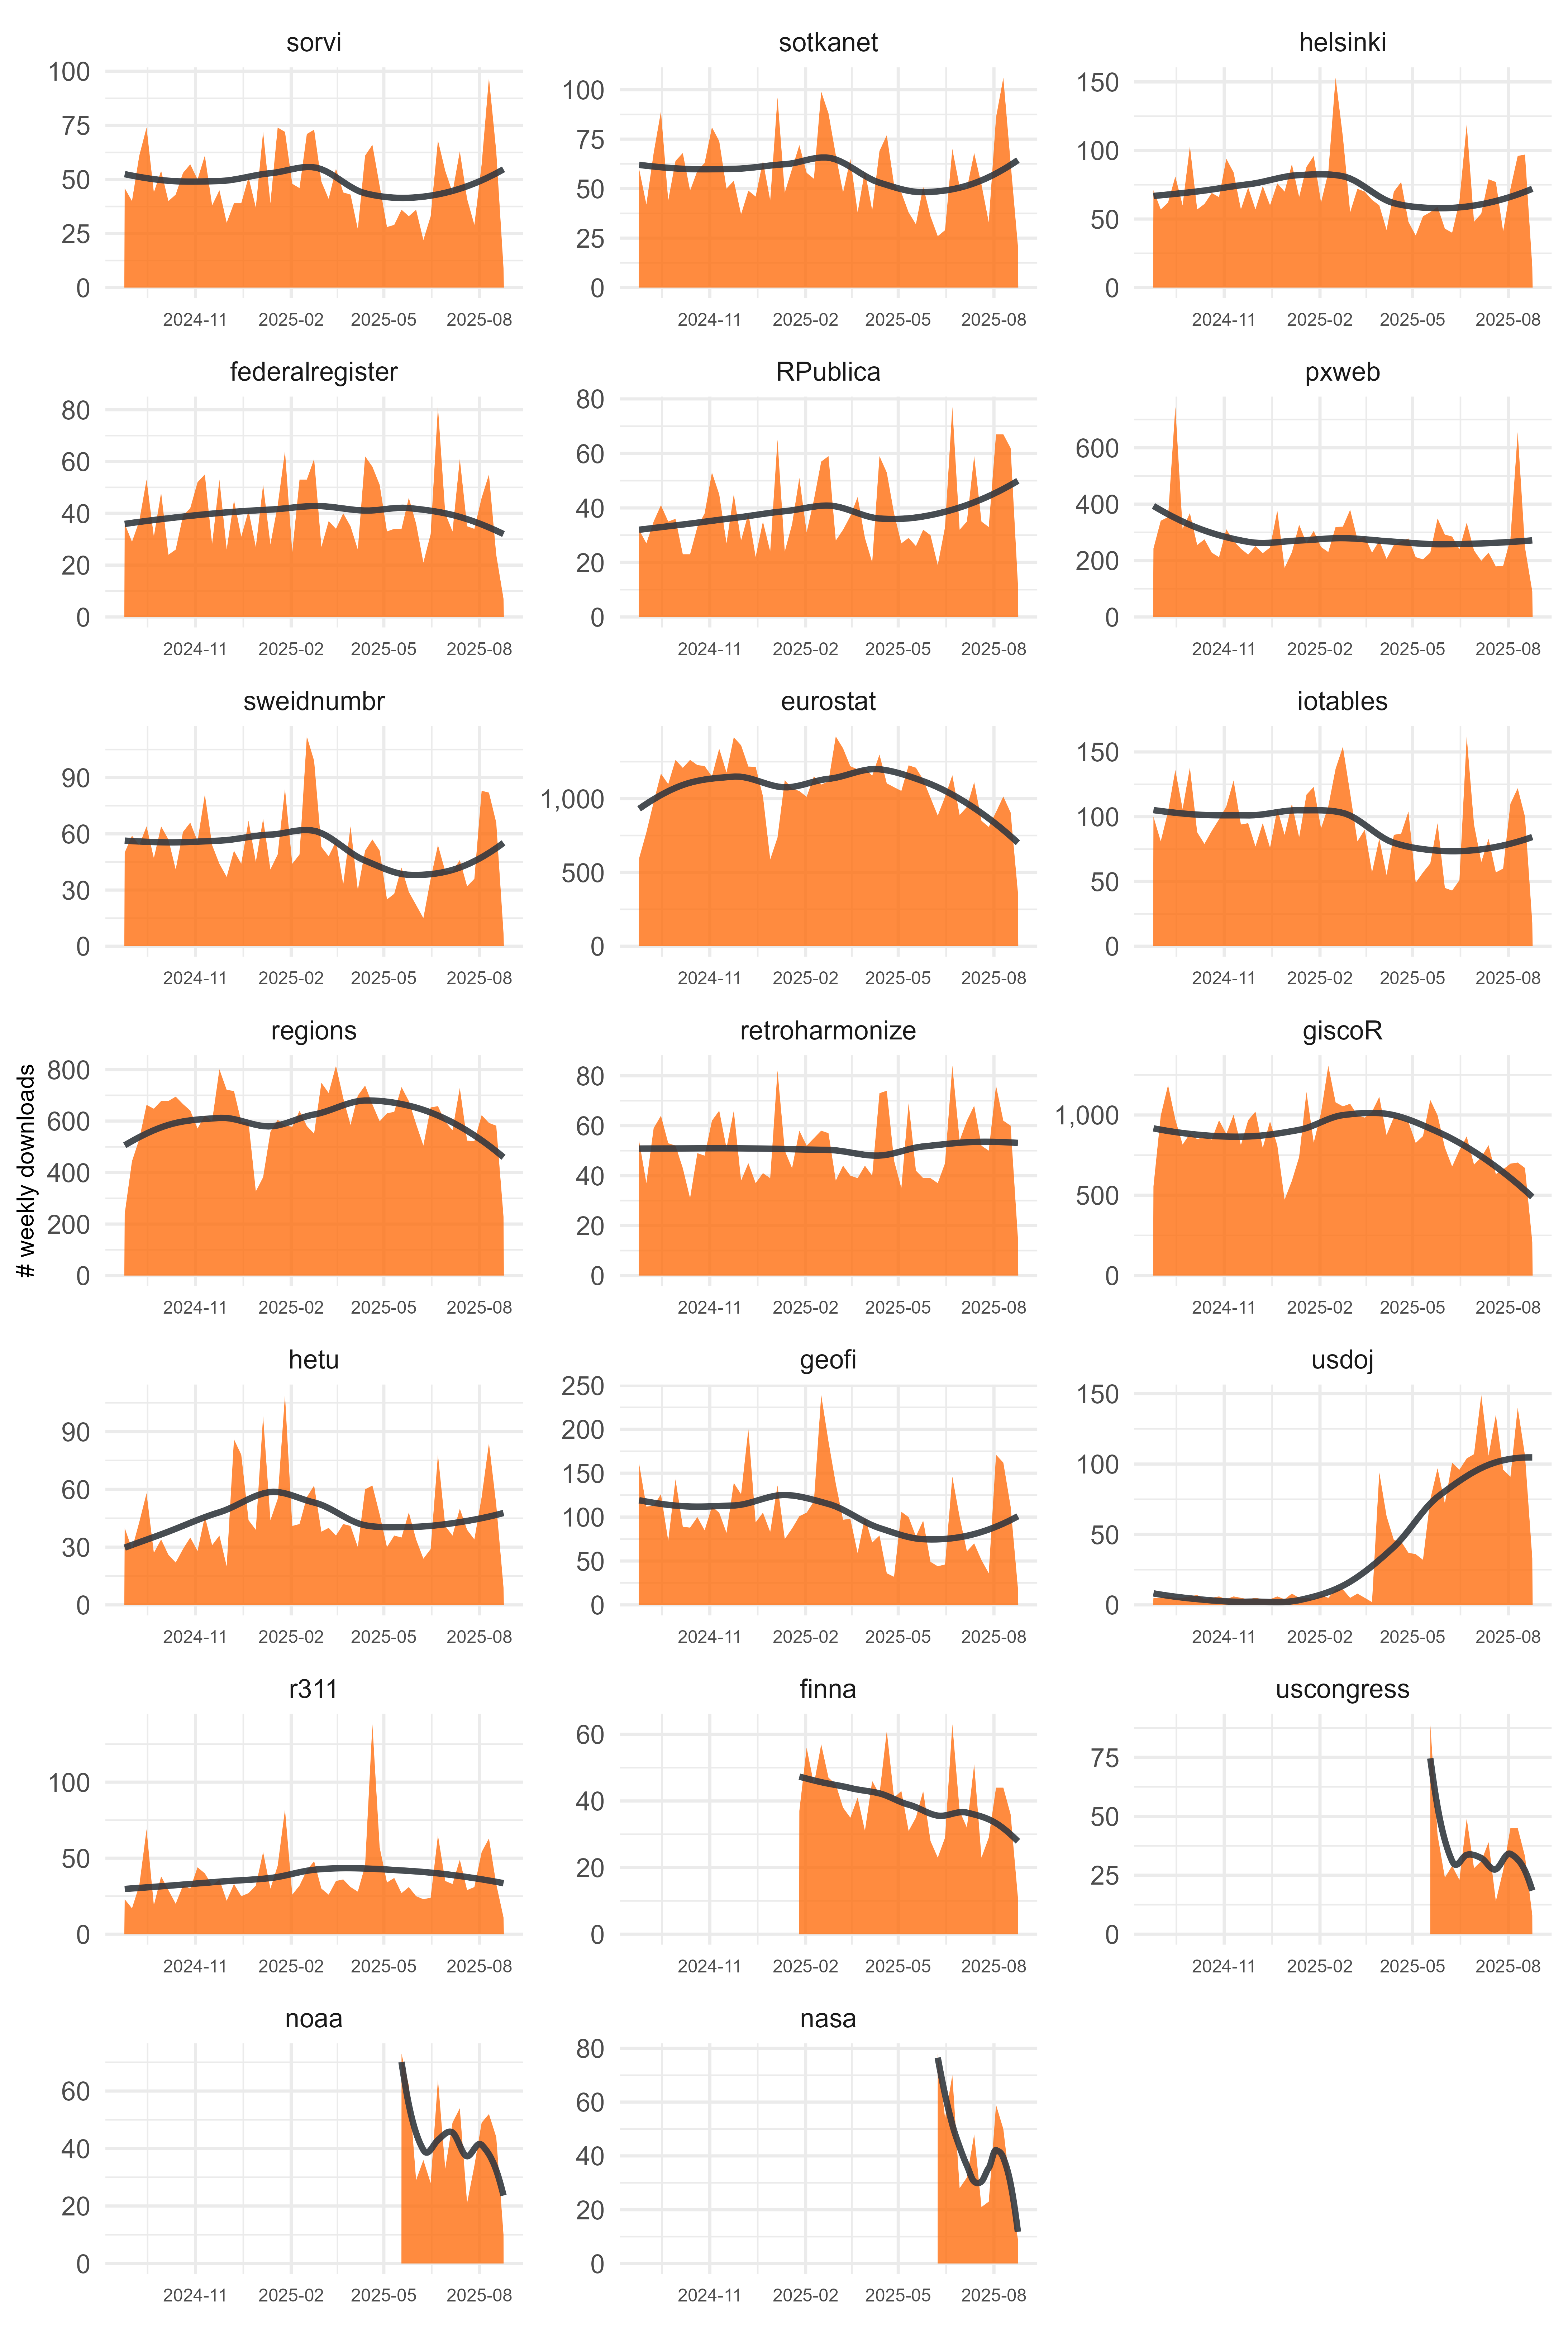 sorvi
sotkanet
helsinki
100
75
50
25
0
100
75
50
25
0
150
100
50
0
2024-11 2025-02 2025-05 2025-08
2024-11 2025-02 2025-05 2025-08
2024-11 2025-02 2025-05 2025-08
federalregister
RPublica
pxweb
80
60
40
20
0
80
60
40
20
0
600
400
200
0
2024-11 2025-02 2025-05 2025-08
2024-11 2025-02 2025-05 2025-08
2024-11 2025-02 2025-05 2025-08
sweidnumbr
eurostat
iotables
90
60
30
0
1,000
500
0
150
100
50
0
2024-11 2025-02 2025-05 2025-08
2024-11 2025-02 2025-05 2025-08
2024-11 2025-02 2025-05 2025-08
# weekly downloads
regions
retroharmonize
giscoR
800
600
400
200
0
80
60
40
20
0
1,000
500
0
2024-11 2025-02 2025-05 2025-08
2024-11 2025-02 2025-05 2025-08
2024-11 2025-02 2025-05 2025-08
hetu
geofi
usdoj
90
60
30
0
250
200
150
100
50
0
150
100
50
0
2024-11 2025-02 2025-05 2025-08
2024-11 2025-02 2025-05 2025-08
2024-11 2025-02 2025-05 2025-08
r311
finna
uscongress
100
50
0
60
40
20
0
75
50
25
0
2024-11 2025-02 2025-05 2025-08
2024-11 2025-02 2025-05 2025-08
2024-11 2025-02 2025-05 2025-08
noaa
nasa
60
40
20
0
80
60
40
20
0
2024-11 2025-02 2025-05 2025-08
2024-11 2025-02 2025-05 2025-08